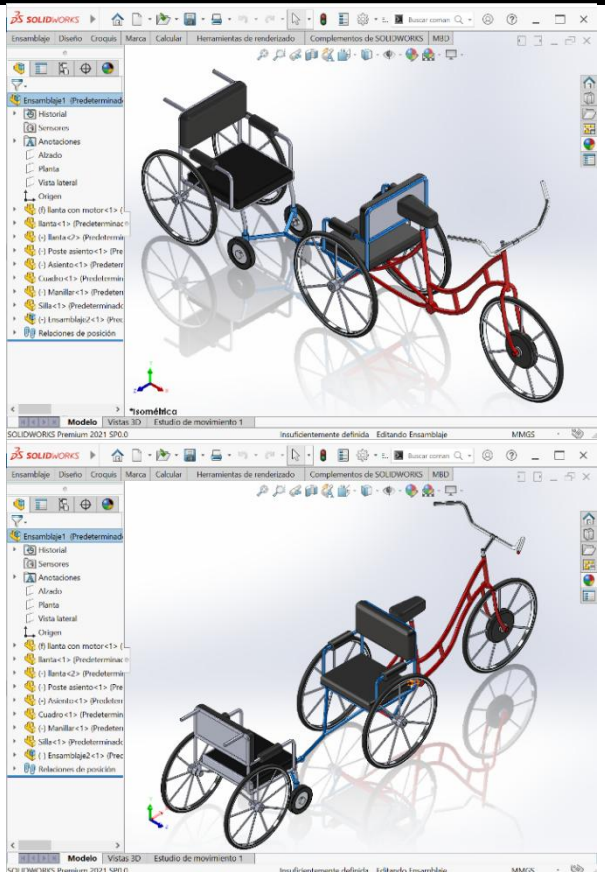 SOLIDWORKS
Buscar coman
Ensamblaje Diseño Croquis Marca Calcular Herramientas de renderizado Complementos de SOLIDWORKS MBD
Ensamblaje1 (Predeterminad
Historial
Sensores
Anotaciones
Alzado
Planta
Vista lateral
Origen
(f) llanta con motor<1> (
llanta<1> (Predeterminac
(-) llanta<2> (Predetermin
(-) Poste asiento<1> (Pre
(-) Asiento<1> (Predeterm
Cuadro<1> (Predetermin
(-) Manillar<1> (Predeten
Silla<1> (Predeterminadc
(-) Ensamblaje2<1> (Prec
Relaciones de posición
*Isométrica
Modelo Vistas 3D Estudio de movimiento 1
SOLIDWORKS Premium 2021 SP0.0 Insuficientemente definida Editando Ensamblaje MMGS
SOLIDWORKS
Buscar coman
Ensamblaje Diseño Croquis Marca Calcular Herramientas de renderizado Complementos de SOLIDWORKS MBD
Ensamblaje1 (Predeterminad
Historial
Sensores
Anotaciones
Alzado
Planta
Vista lateral
Origen
(f) llanta con motor<1> (
llanta<1> (Predeterminac
(-) llanta<2> (Predetermin
(-) Poste asiento<1> (Pre
(-) Asiento<1> (Predeterm
Cuadro<1> (Predetermin
(-) Manillar<1> (Predeten
Silla<1> (Predeterminadc
(-) Ensamblaje2<1> (Prec
Relaciones de posición
Modelo Vistas 3D Estudio de movimiento 1
SOLIDWORKS Premium 2021 SP0.0 Insuficientemente definida Editando Ensamblaje MMGS